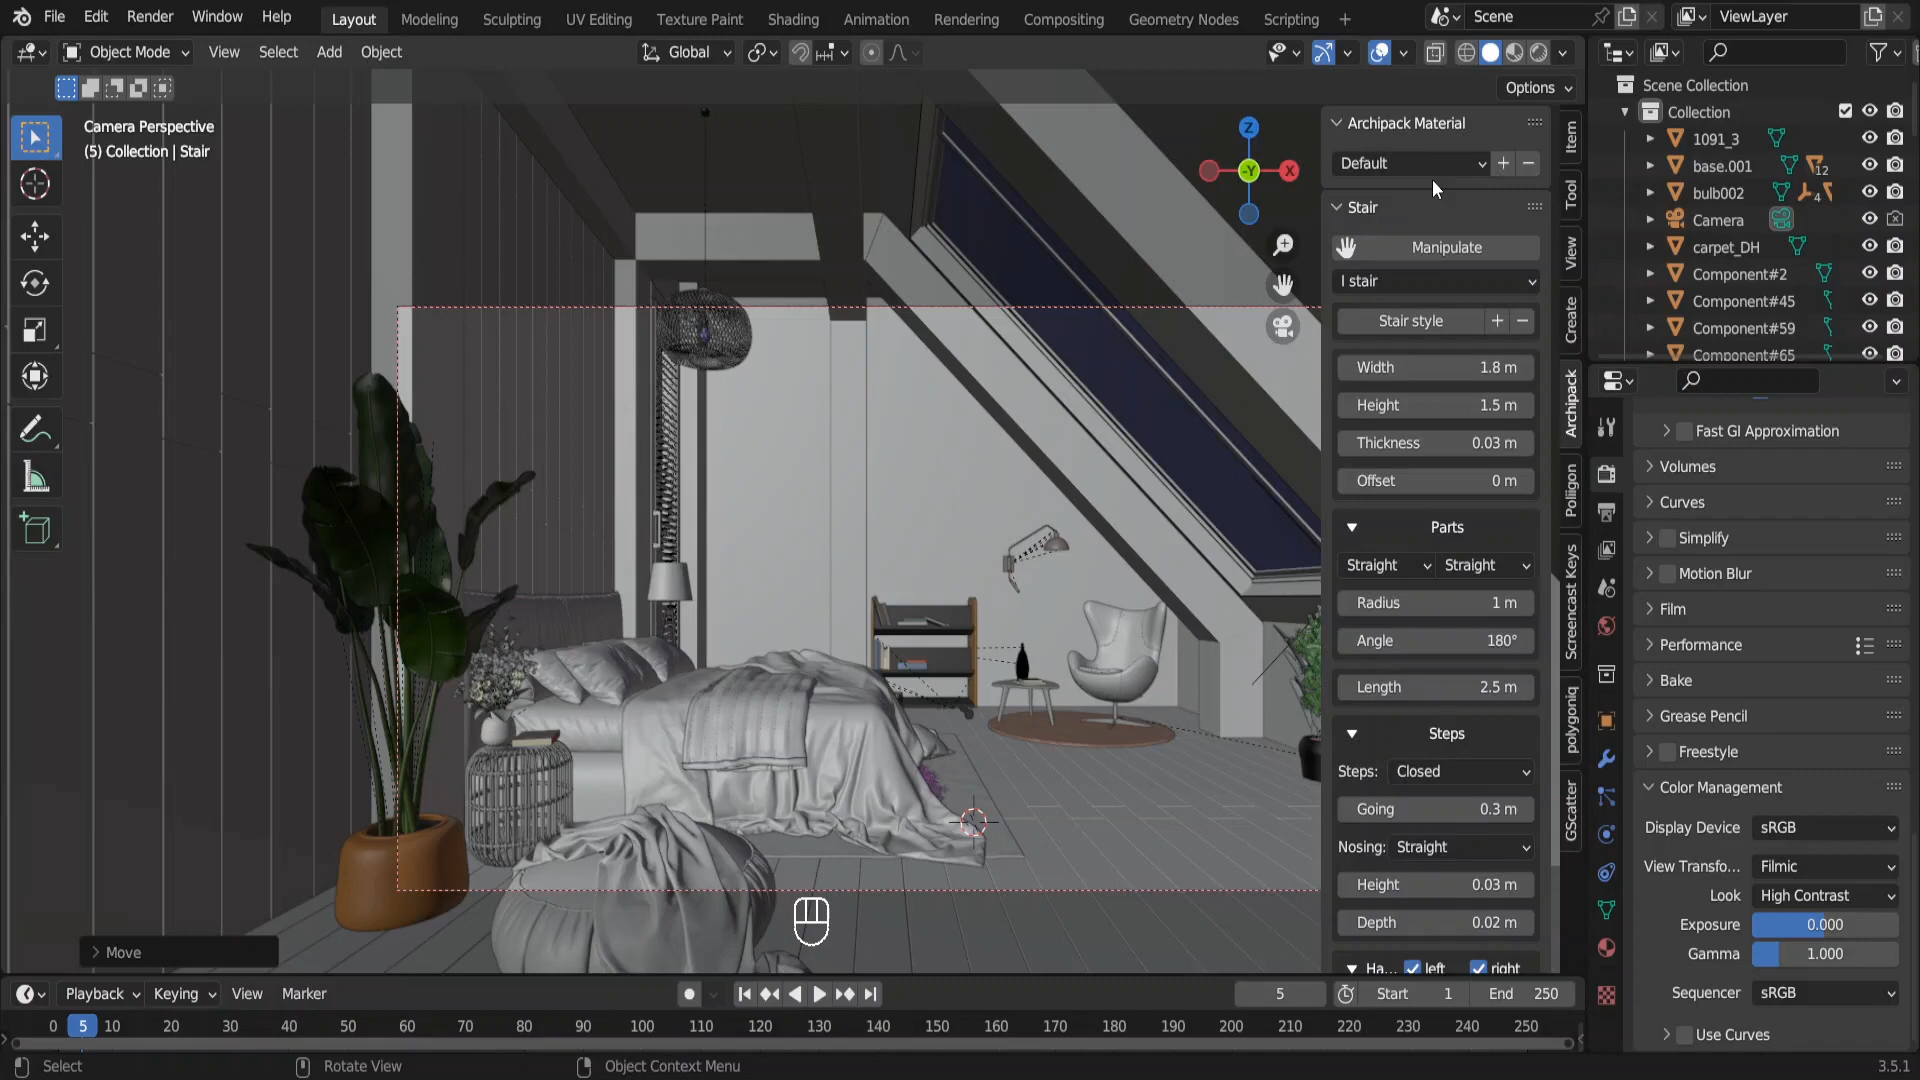 File Edit Render Window Help Layout Modeling Sculpting UV Editing Texture Paint Shading Animation Rendering Compositing Geometry Nodes Scripting + Scene ViewLayer
Object Mode View Select Add Object Global
Options
Camera Perspective
(5) Collection | Stair
Z
-Y X
Archipack Material
Default
Stair
Manipulate
I stair
Stair style
Width 1.8 m
Height 1.5 m
Thickness 0.03 m
Offset 0 m
Parts
Straight Straight
Radius 1 m
Angle 180°
Length 2.5 m
Steps
Steps: Closed
Going 0.3 m
Nosing: Straight
Height 0.03 m
Depth 0.02 m
Ha... left right
Item
Tool
View
Create
Archipack
Poliigon
Screencast Keys
polygoniq
GScatter
Scene Collection
Collection
1091_3
base.001 12
bulb002 4
Camera
carpet_DH
Component#2
Component#45
Component#59
Component#65
Fast GI Approximation
Volumes
Curves
Simplify
Motion Blur
Film
Performance
Bake
Grease Pencil
Freestyle
Color Management
Display Device sRGB
View Transfo... Filmic
Look High Contrast
Exposure 0.000
Gamma 1.000
Sequencer sRGB
Use Curves
Move
Playback Keying View Marker 5 Start 1 End 250
0 5 10 20 30 40 50 60 70 80 90 100 110 120 130 140 150 160 170 180 190 200 210 220 230 240 250
Select Rotate View Object Context Menu 3.5.1